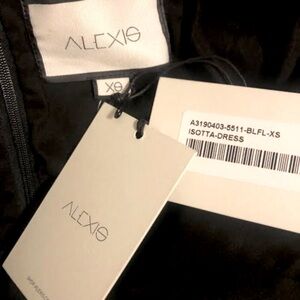 ALEXIS
XS
A3190403-5511-BLFL-XS
ISOTTA-DRESS
ALEXIS